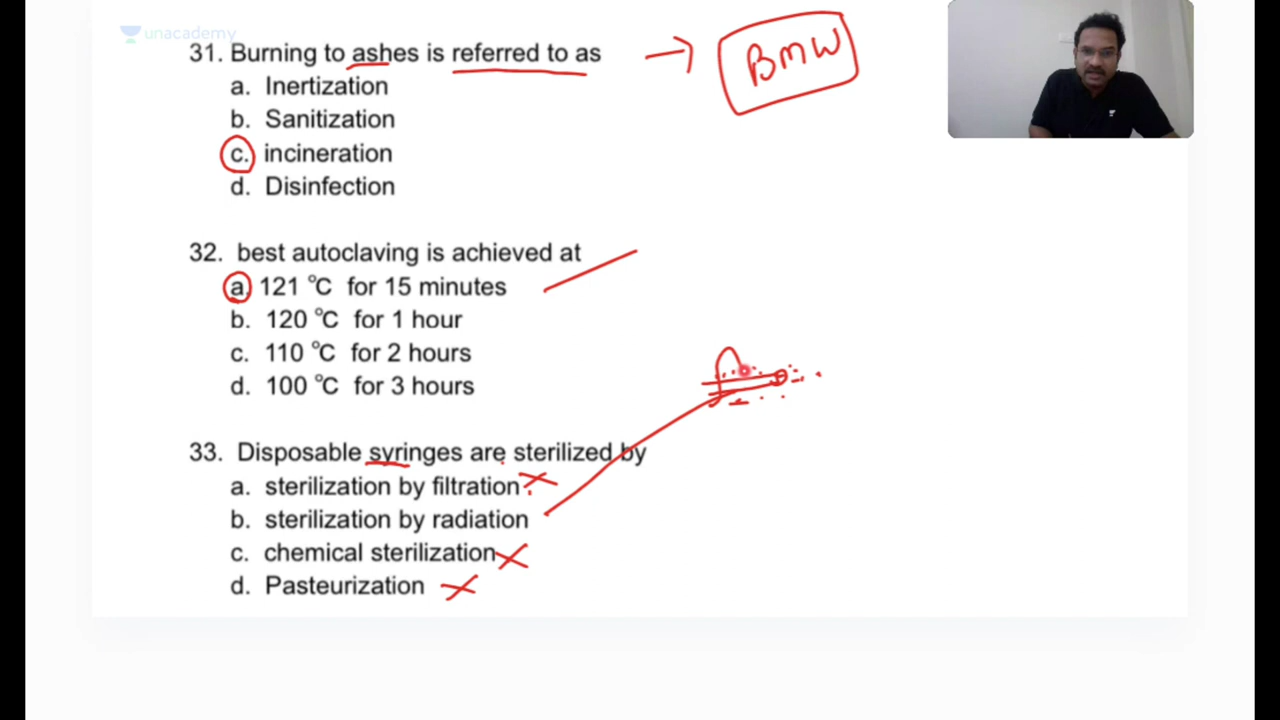 unacademy
31. Burning to ashes is referred to as → BMW
a. Inertization
b. Sanitization
c. incineration
d. Disinfection
32. best autoclaving is achieved at
a. 121 °C for 15 minutes
b. 120 °C for 1 hour
c. 110 °C for 2 hours
d. 100 °C for 3 hours
33. Disposable syringes are sterilized by
a. sterilization by filtration
b. sterilization by radiation
c. chemical sterilization
d. Pasteurization